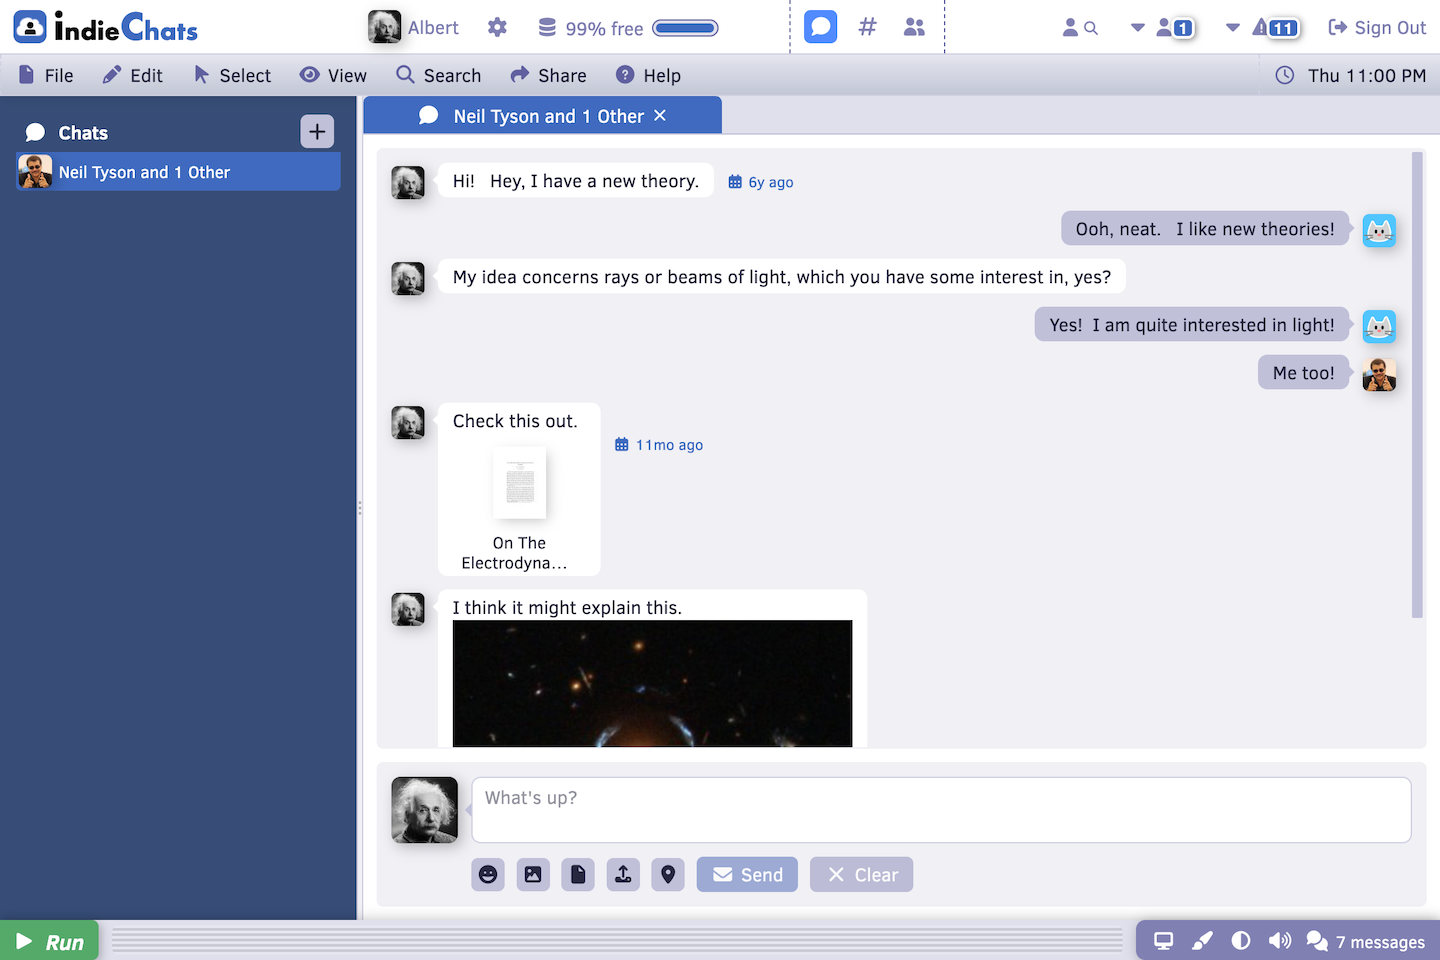 indieChats
Albert
99% free
1
11
Sign Out
File
Edit
Select
View
Search
Share
Help
Thu 11:00 PM
Chats
Neil Tyson and 1 Other
Neil Tyson and 1 Other
Hi! Hey, I have a new theory.
6y ago
Ooh, neat. I like new theories!
My idea concerns rays or beams of light, which you have some interest in, yes?
Yes! I am quite interested in light!
Me too!
Check this out.
11mo ago
On The
Electrodyna...
I think it might explain this.
What's up?
Send
Clear
Run
7 messages